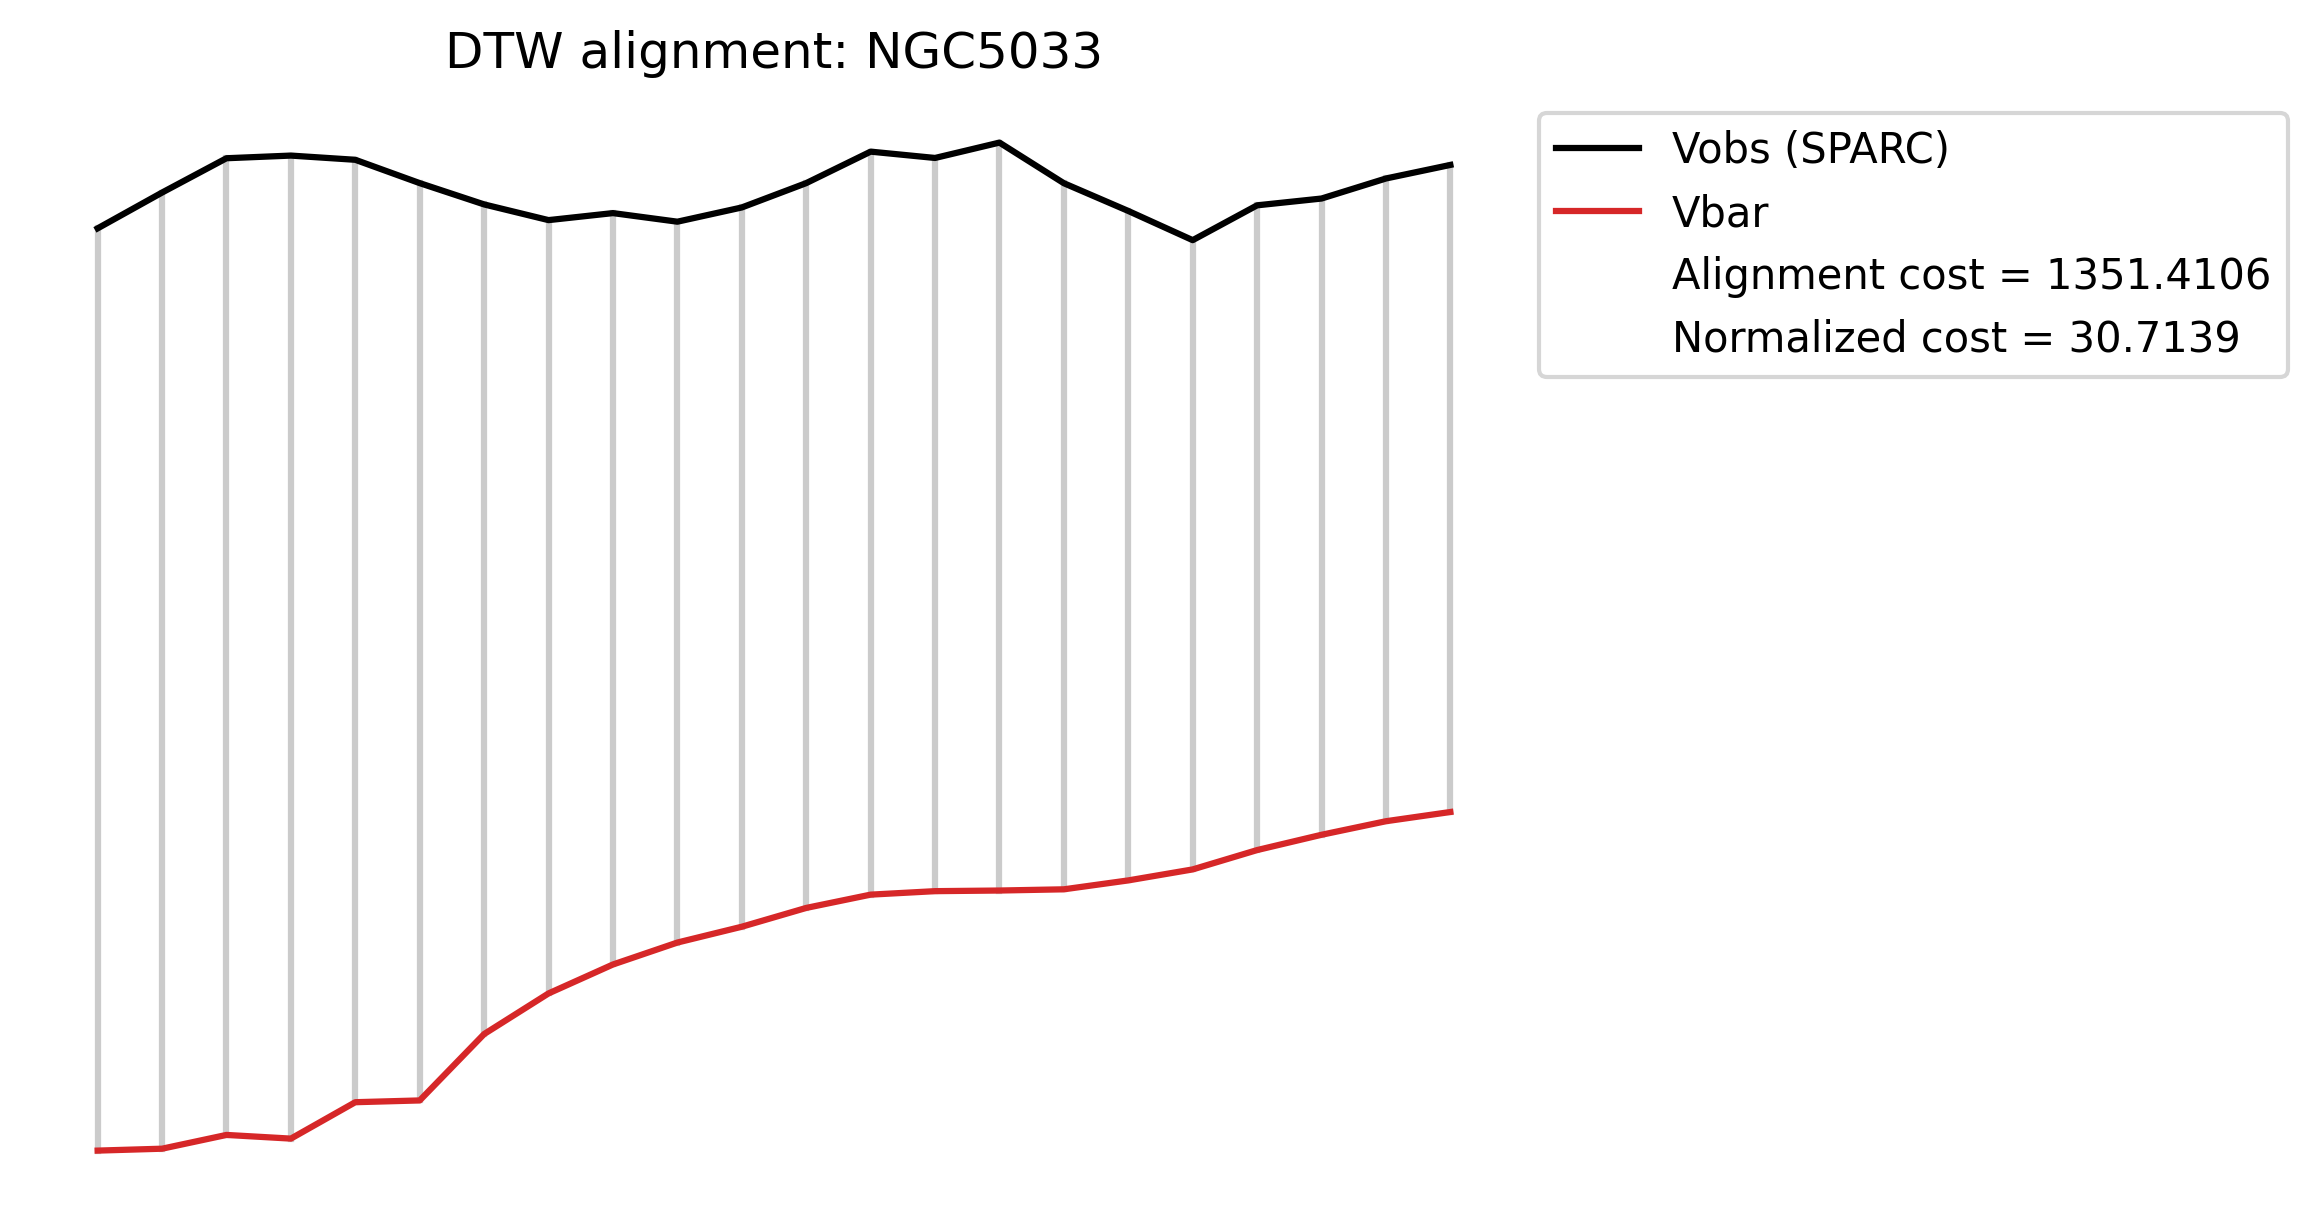 DTW alignment: NGC5033
Vobs (SPARC)
Vbar
Alignment cost = 1351.4106
Normalized cost = 30.7139